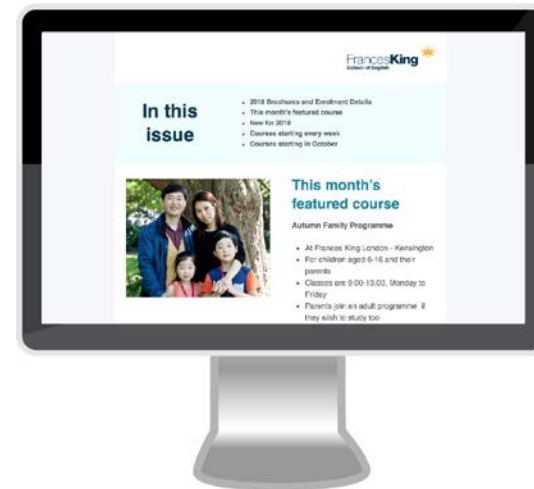 FrancesKing
School of English
In this
issue
• 2018 Brochures and Enrolment Details
• This month's featured course
• New for 2018
• Courses starting every week
• Courses starting in October
This month's
featured course
Autumn Family Programme
• At Frances King London - Kensington
• For children aged 6-16 and their
parents
• Classes are 9.00-13.00, Monday to
Friday
• Parents join an adult programme if
they wish to study too